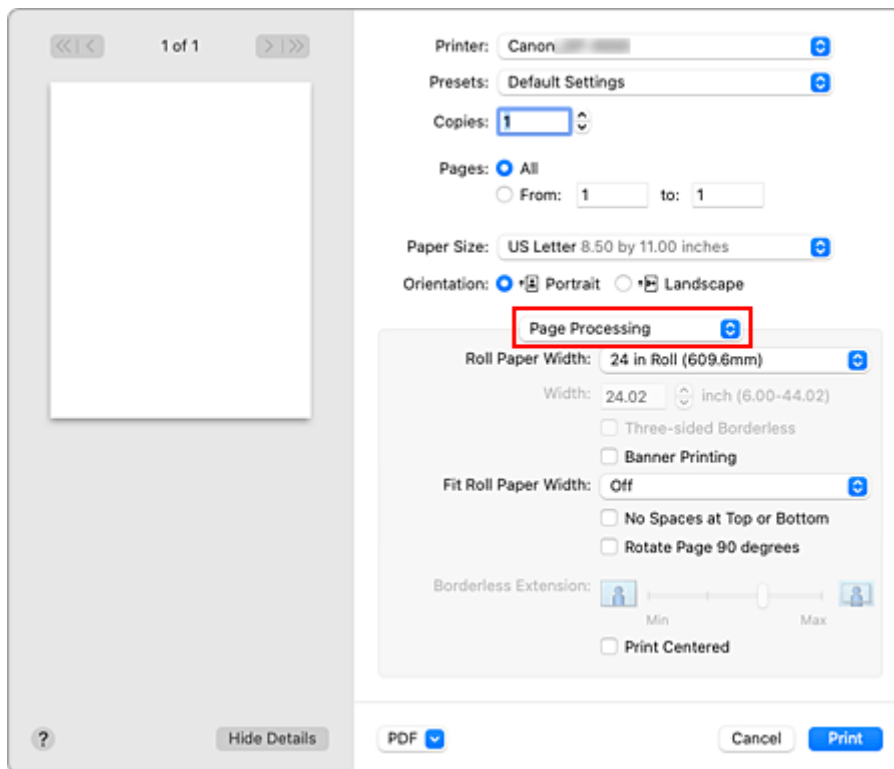 1 of 1
Printer: Canon
Presets: Default Settings
Copies: 1
Pages: All
From: 1 to: 1
Paper Size: US Letter 8.50 by 11.00 inches
Orientation: Portrait Landscape
Page Processing
Roll Paper Width: 24 in Roll (609.6mm)
Width: 24.02 inch (6.00-44.02)
Three-sided Borderless
Banner Printing
Fit Roll Paper Width: Off
No Spaces at Top or Bottom
Rotate Page 90 degrees
Borderless Extension:
Min Max
Print Centered
? Hide Details PDF Cancel Print